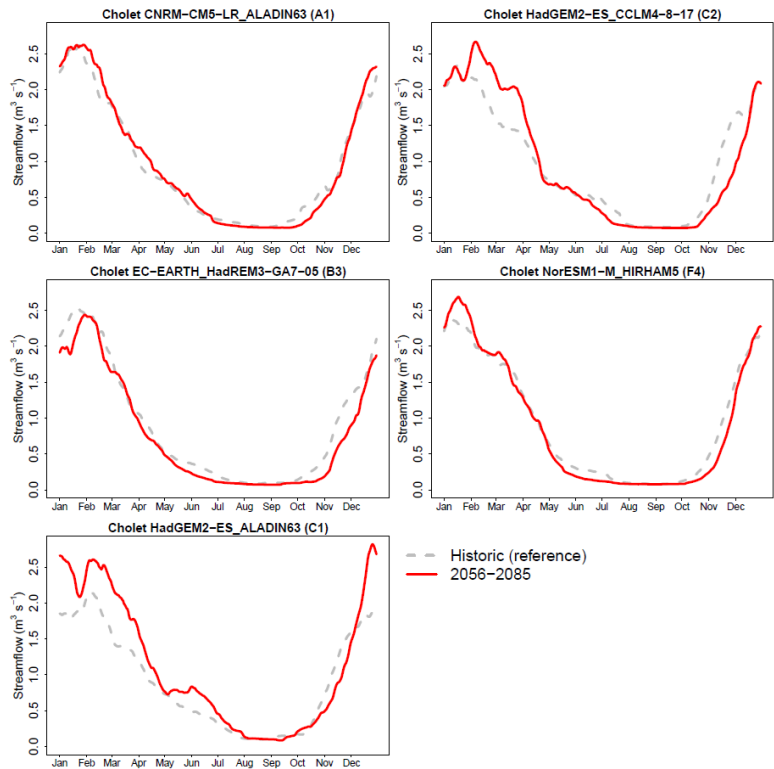 Cholet CNRM−CM5−LR_ALADIN63 (A1)
Streamflow (m³ s⁻¹)
2.5
2.0
1.5
1.0
0.5
0.0
Jan Feb Mar Apr May Jun Jul Aug Sep Oct Nov Dec
Cholet HadGEM2−ES_CCLM4−8−17 (C2)
Streamflow (m³ s⁻¹)
2.5
2.0
1.5
1.0
0.5
0.0
Jan Feb Mar Apr May Jun Jul Aug Sep Oct Nov Dec
Cholet EC−EARTH_HadREM3−GA7−05 (B3)
Streamflow (m³ s⁻¹)
2.5
2.0
1.5
1.0
0.5
0.0
Jan Feb Mar Apr May Jun Jul Aug Sep Oct Nov Dec
Cholet NorESM1−M_HIRHAM5 (F4)
Streamflow (m³ s⁻¹)
2.5
2.0
1.5
1.0
0.5
0.0
Jan Feb Mar Apr May Jun Jul Aug Sep Oct Nov Dec
Cholet HadGEM2−ES_ALADIN63 (C1)
Streamflow (m³ s⁻¹)
2.5
2.0
1.5
1.0
0.5
0.0
Jan Feb Mar Apr May Jun Jul Aug Sep Oct Nov Dec
Historic (reference)
2056−2085